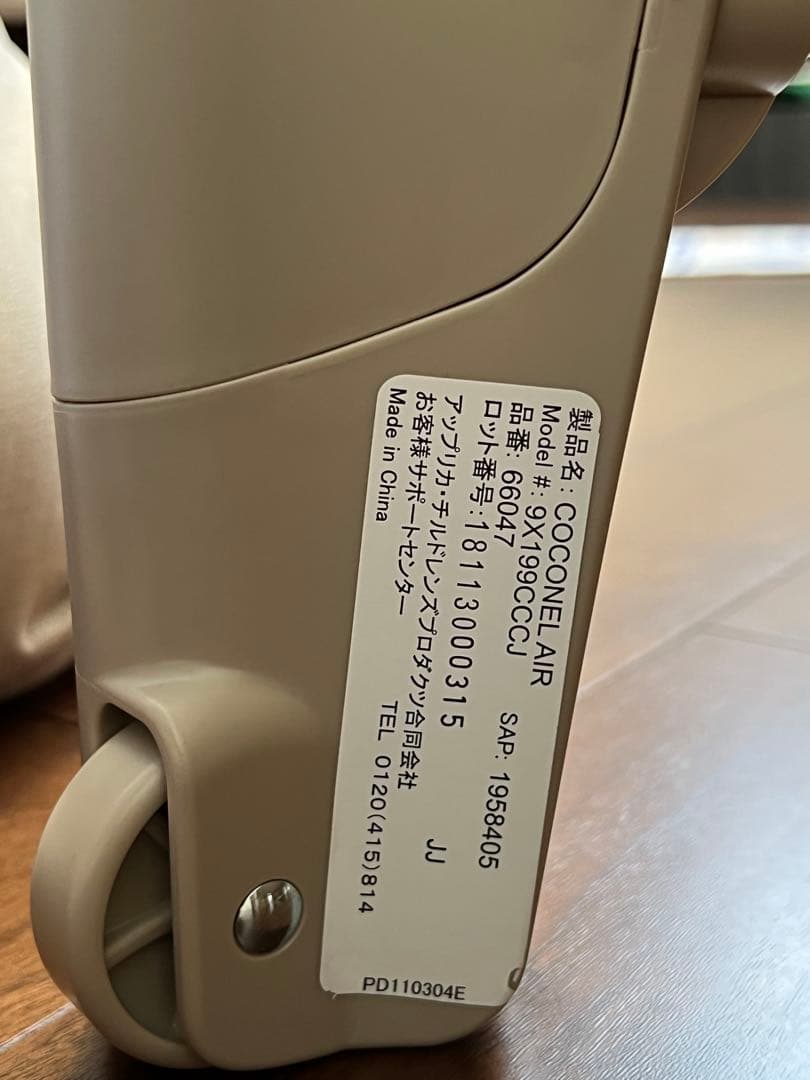 製品名: COCONEL AIR
Model #: 9X199CCCJ
品番: 66047 SAP: 1958405
ロット番号:18113000315 JJ
アップリカ・チルドレンズプロダクツ合同会社
お客様サポートセンター TEL 0120(415)814
Made in China
PD110304E